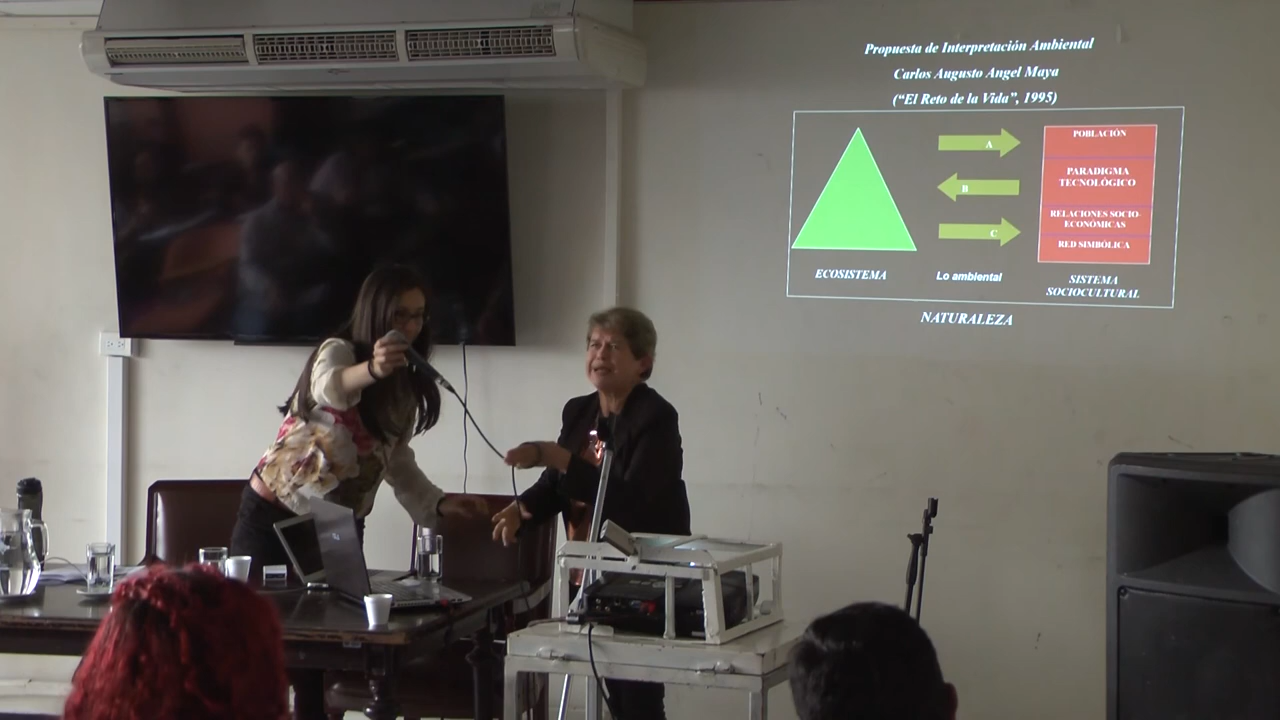 Propuesta de Interpretación Ambiental
Carlos Augusto Angel Maya
("El Reto de la Vida", 1995)
A
B
C
POBLACIÓN
PARADIGMA
TECNOLÓGICO
RELACIONES SOCIO-
ECONÓMICAS
RED SIMBÓLICA
ECOSISTEMA
Lo ambiental
SISTEMA
SOCIOCULTURAL
NATURALEZA